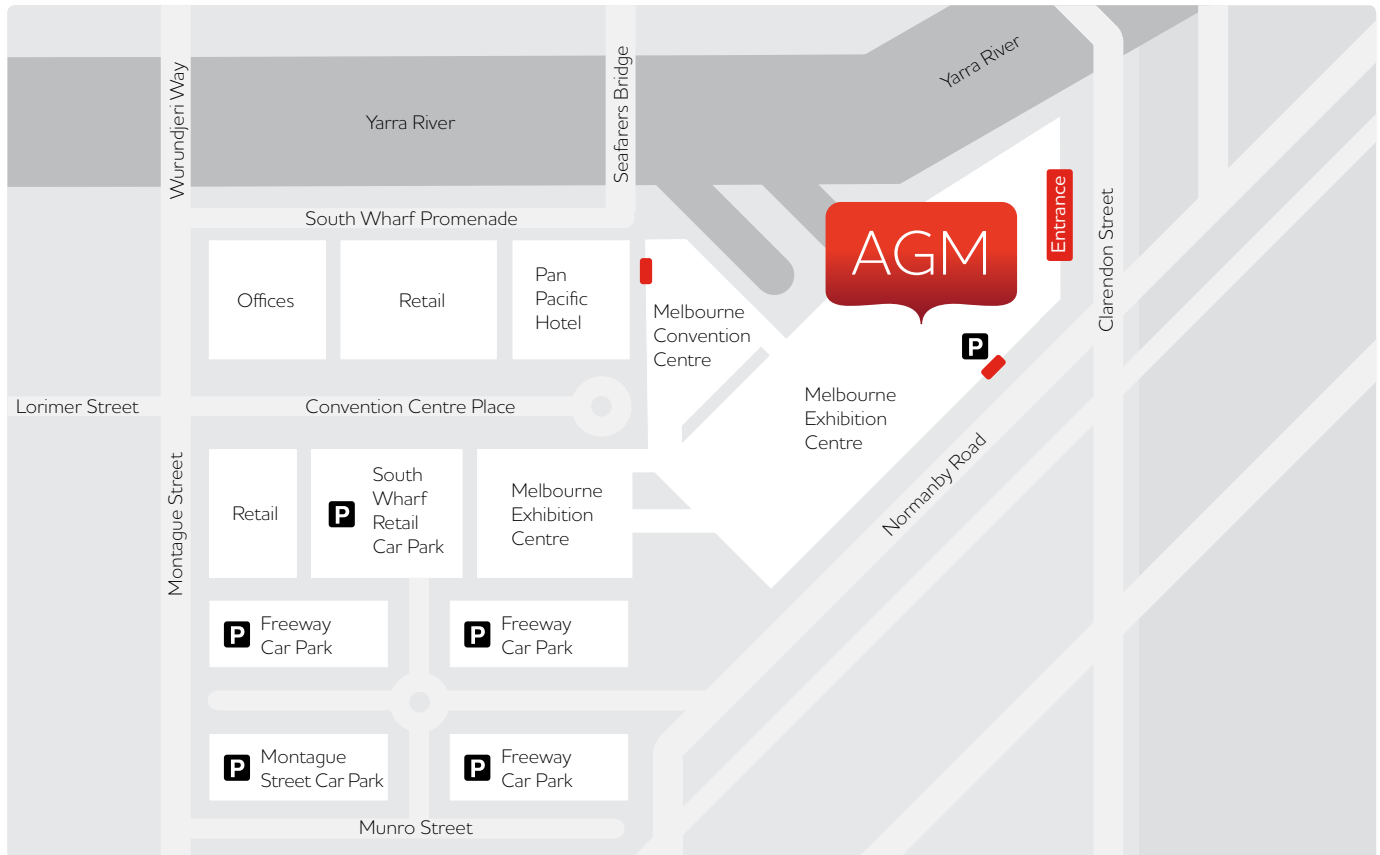 Yarra River
Wurundjeri Way
Yarra River
Seafarers Bridge
South Wharf Promenade
Entrance
Clarendon Street
AGM
Offices
Retail
Pan
Pacific
Hotel
Melbourne
Convention
Centre
P
Melbourne
Exhibition
Centre
Lorimer Street
Convention Centre Place
Normanby Road
Montague Street
Retail
P
South
Wharf
Retail
Car Park
Melbourne
Exhibition
Centre
P
Freeway
Car Park
P
Freeway
Car Park
P
Montague
Street Car Park
P
Freeway
Car Park
Munro Street